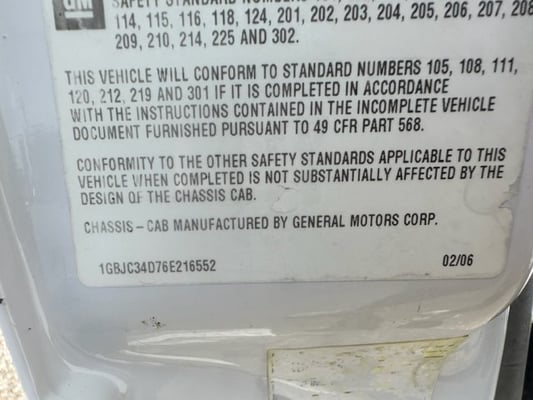 GM
SAFETY STANDARD NUMBERS
114, 115, 116, 118, 124, 201, 202, 203, 204, 205, 206, 207, 208
209, 210, 214, 225 AND 302.
THIS VEHICLE WILL CONFORM TO STANDARD NUMBERS 105, 108, 111,
120, 212, 219 AND 301 IF IT IS COMPLETED IN ACCORDANCE
WITH THE INSTRUCTIONS CONTAINED IN THE INCOMPLETE VEHICLE
DOCUMENT FURNISHED PURSUANT TO 49 CFR PART 568.
CONFORMITY TO THE OTHER SAFETY STANDARDS APPLICABLE TO THIS
VEHICLE WHEN COMPLETED IS NOT SUBSTANTIALLY AFFECTED BY THE
DESIGN OF THE CHASSIS CAB.
CHASSIS-CAB MANUFACTURED BY GENERAL MOTORS CORP.
1GBJC34D76E216552 02/06